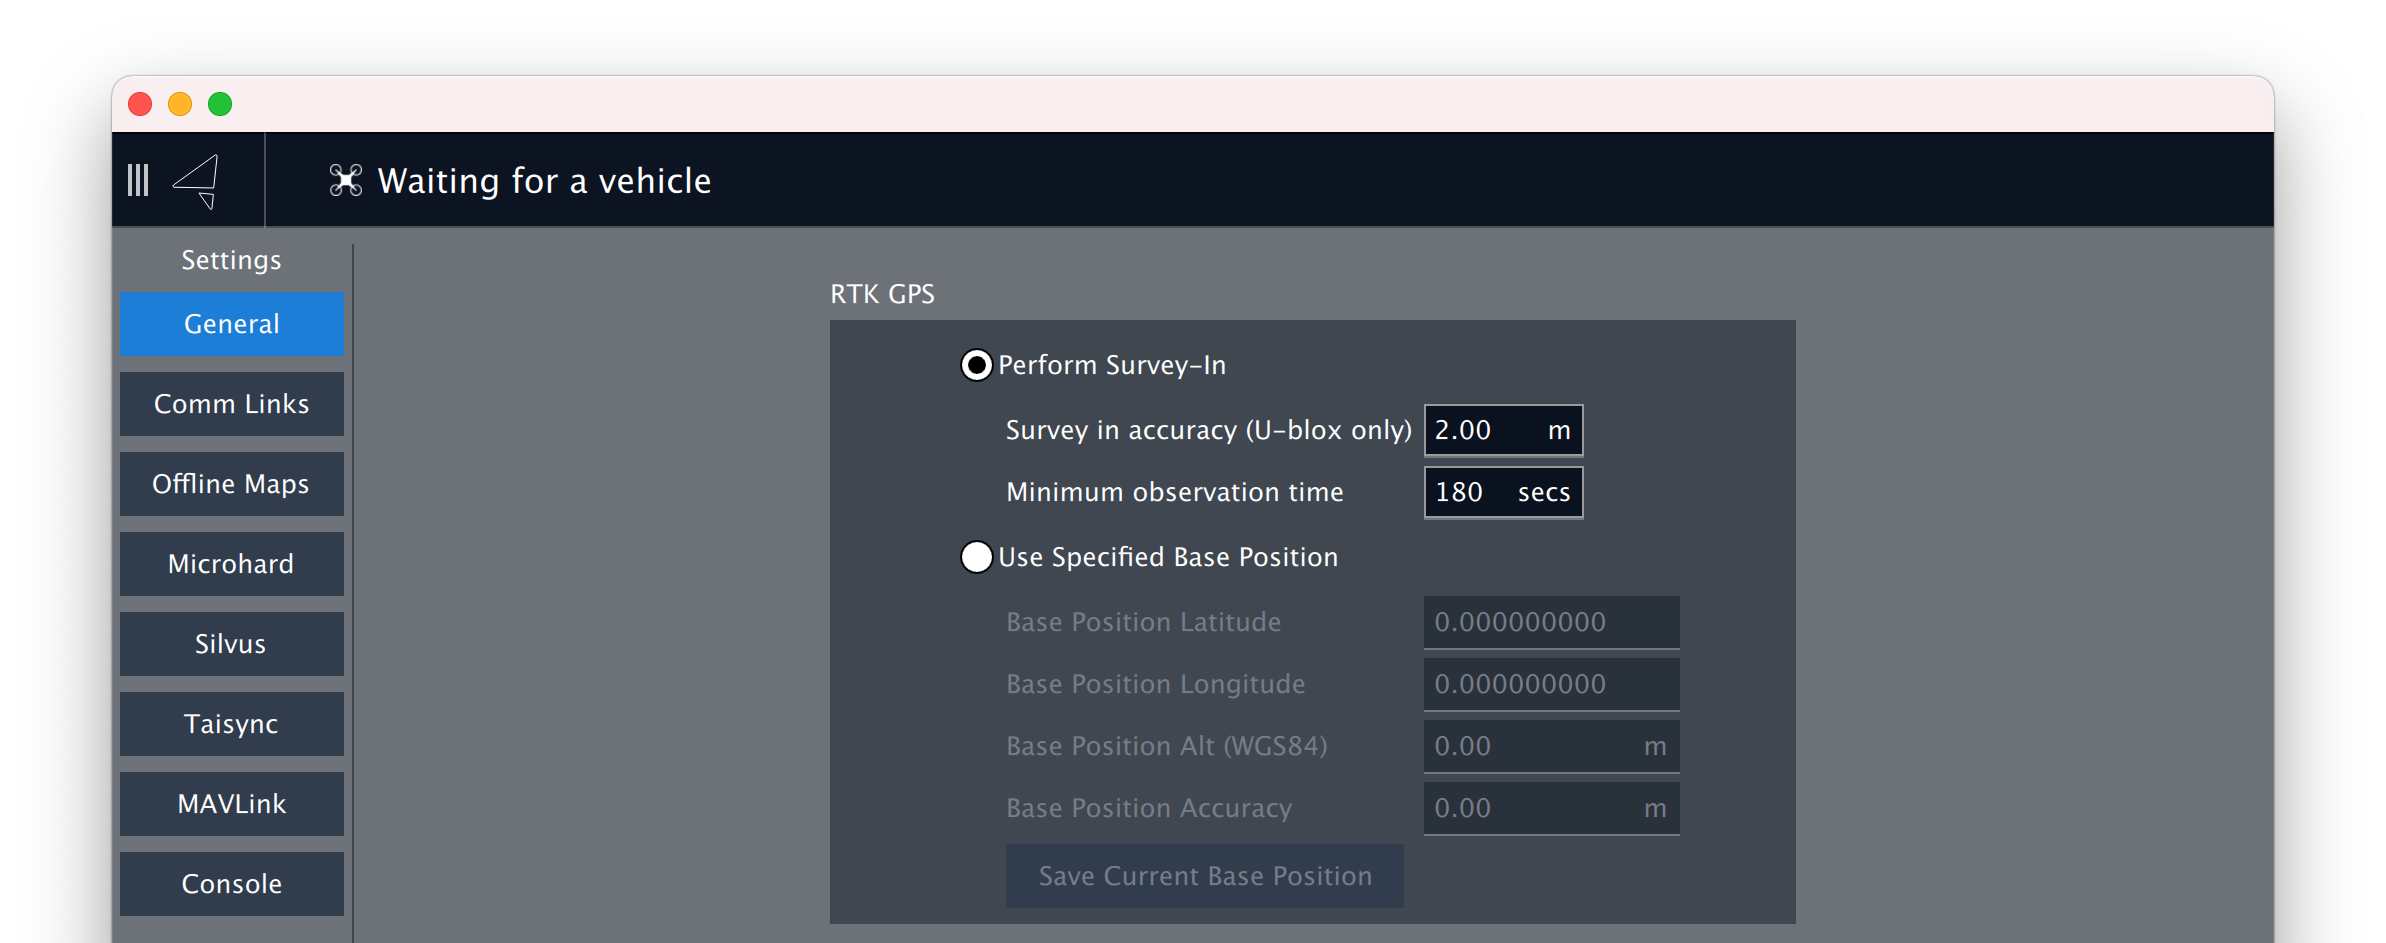 Waiting for a vehicle
Settings
General
Comm Links
Offline Maps
Microhard
Silvus
Taisync
MAVLink
Console
RTK GPS
Perform Survey-In
Survey in accuracy (U-blox only) 2.00 m
Minimum observation time 180 secs
Use Specified Base Position
Base Position Latitude 0.000000000
Base Position Longitude 0.000000000
Base Position Alt (WGS84) 0.00 m
Base Position Accuracy 0.00 m
Save Current Base Position